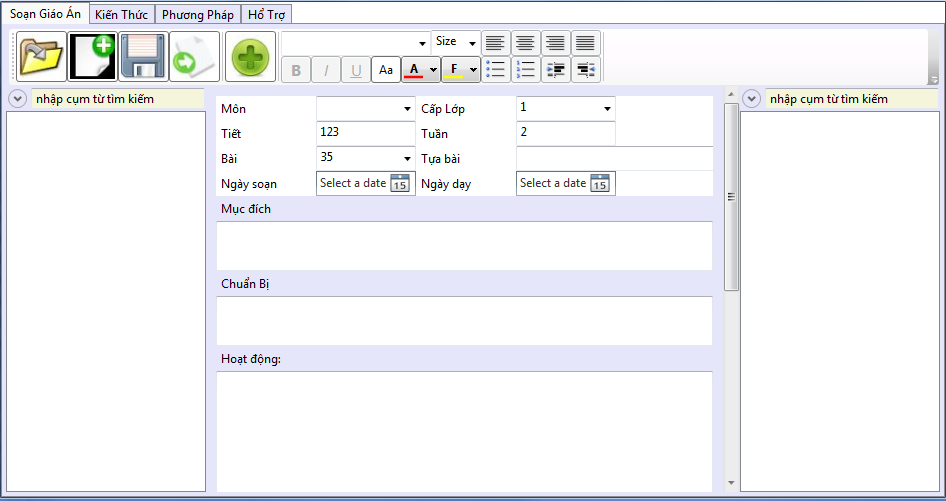 Soạn Giáo Án Kiến Thức Phương Pháp Hổ Trợ
Size
B I U Aa A F
nhập cụm từ tìm kiếm
Môn Cấp Lớp 1
Tiết 123 Tuần 2
Bài 35 Tựa bài
Ngày soạn Select a date 15 Ngày dạy Select a date 15
Mục đích
Chuẩn Bị
Hoạt động:
nhập cụm từ tìm kiếm